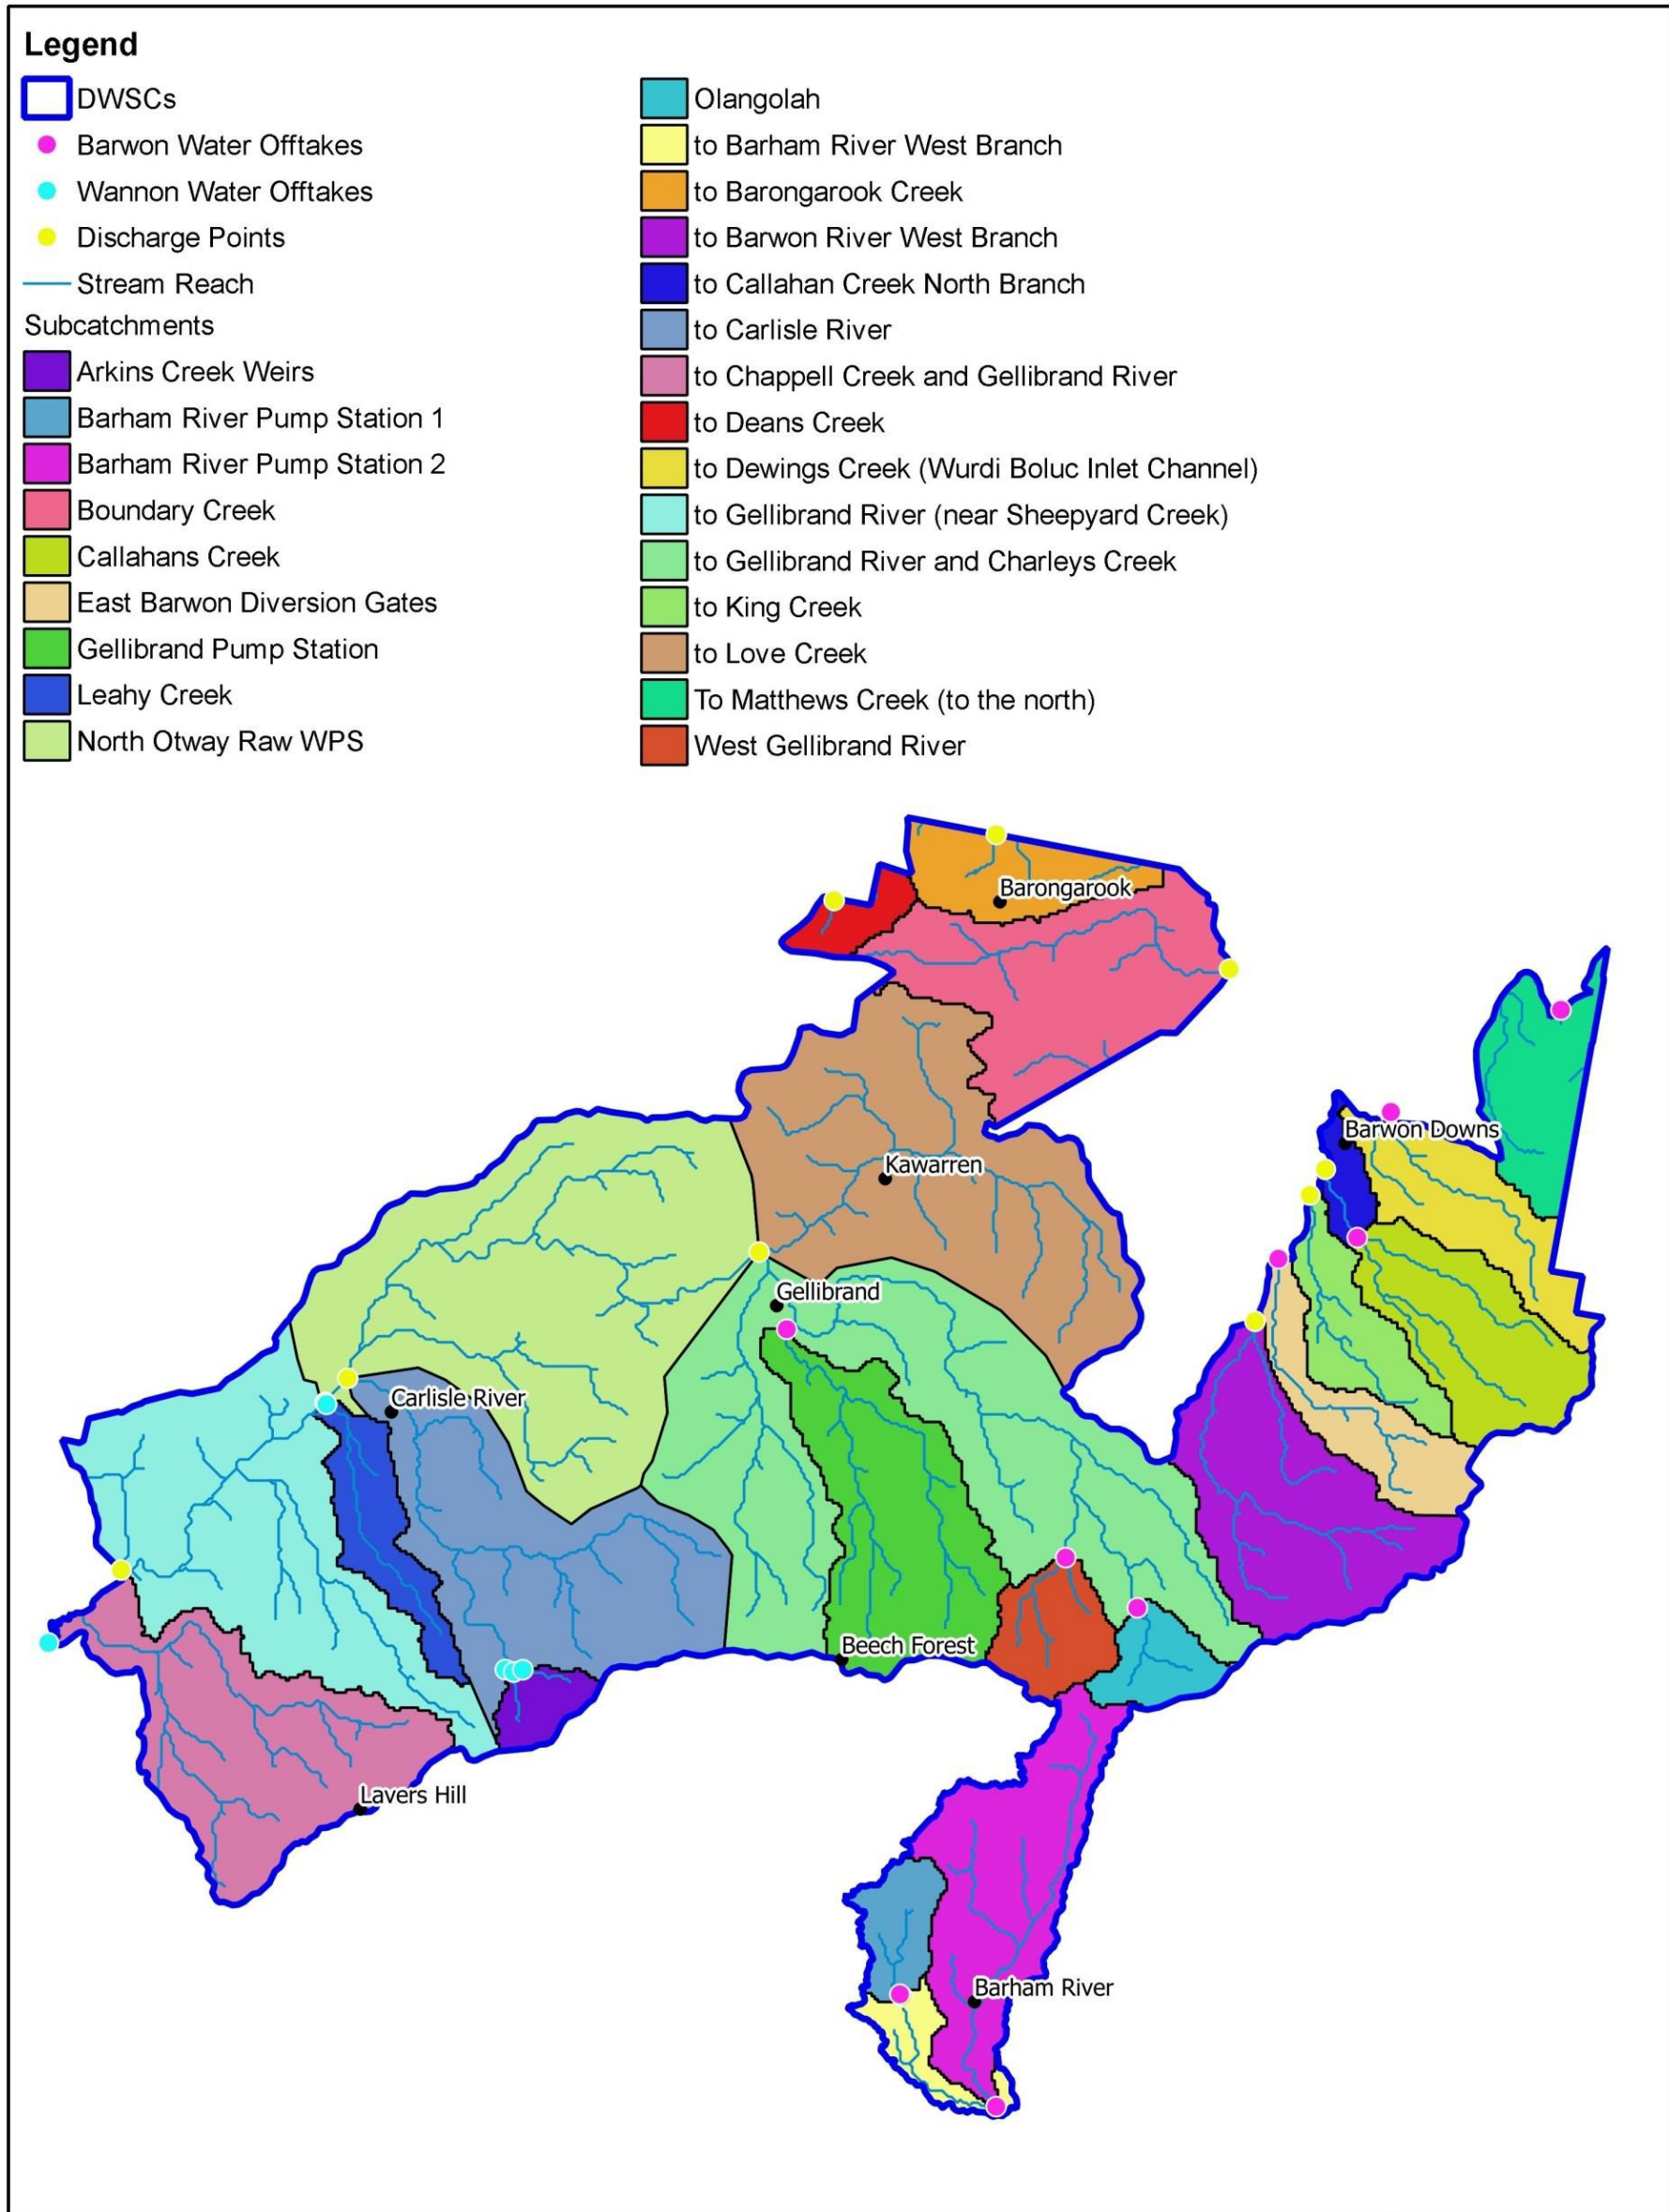 Legend
DWSCs
Barwon Water Offtakes
Wannon Water Offtakes
Discharge Points
Stream Reach
Subcatchments
Arkins Creek Weirs
Barham River Pump Station 1
Barham River Pump Station 2
Boundary Creek
Callahans Creek
East Barwon Diversion Gates
Gellibrand Pump Station
Leahy Creek
North Otway Raw WPS
Olangolah
to Barham River West Branch
to Barongarook Creek
to Barwon River West Branch
to Callahan Creek North Branch
to Carlisle River
to Chappell Creek and Gellibrand River
to Deans Creek
to Dewings Creek (Wurdi Boluc Inlet Channel)
to Gellibrand River (near Sheepyard Creek)
to Gellibrand River and Charleys Creek
to King Creek
to Love Creek
To Matthews Creek (to the north)
West Gellibrand River
Barongarook
Barwon Downs
Kawarren
Gellibrand
Carlisle River
Beech Forest
Lavers Hill
Barham River